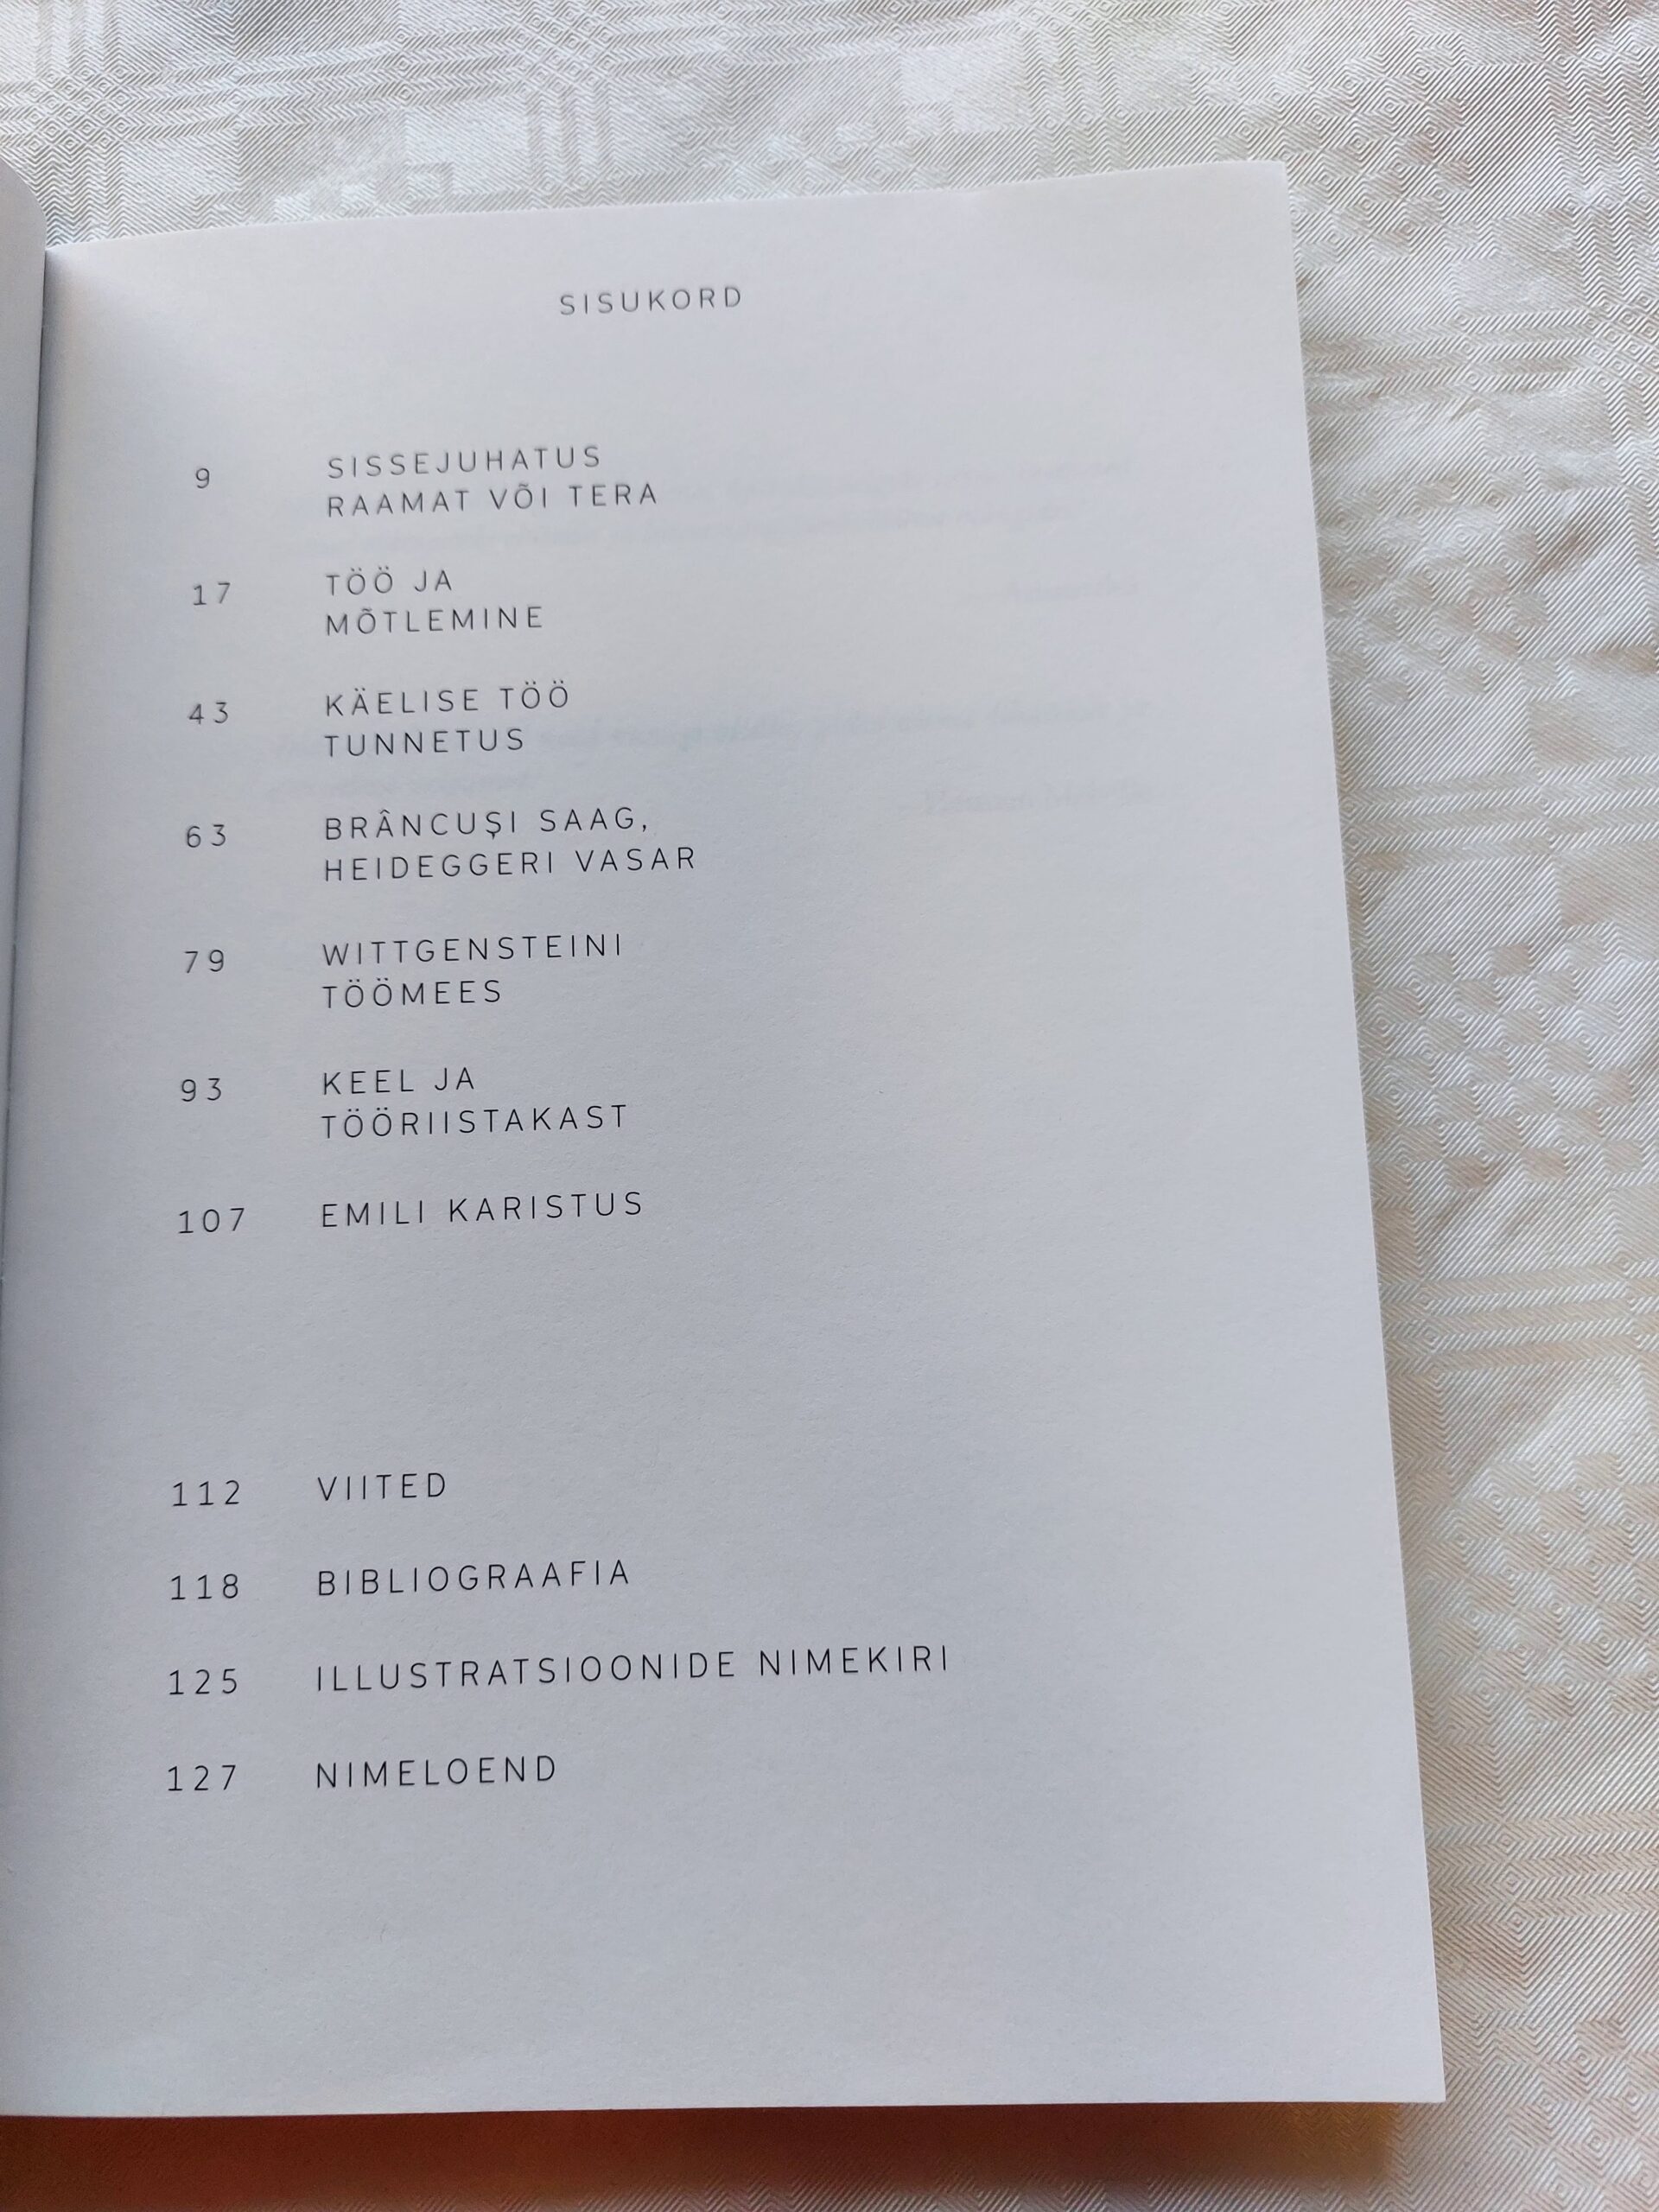 SISUKORD
9 SISSEJUHATUS
RAAMAT VÕI TERA
17 TÖÖ JA
MÕTLEMINE
43 KÄELISE TÖÖ
TUNNETUS
63 BRÂNCUŞI SAAG,
HEIDEGGERI VASAR
79 WITTGENSTEINI
TÖÖMEES
93 KEEL JA
TÖÖRIISTAKAST
107 EMILI KARISTUS
112 VIITED
118 BIBLIOGRAAFIA
125 ILLUSTRATSIOONIDE NIMEKIRI
127 NIMELOEND